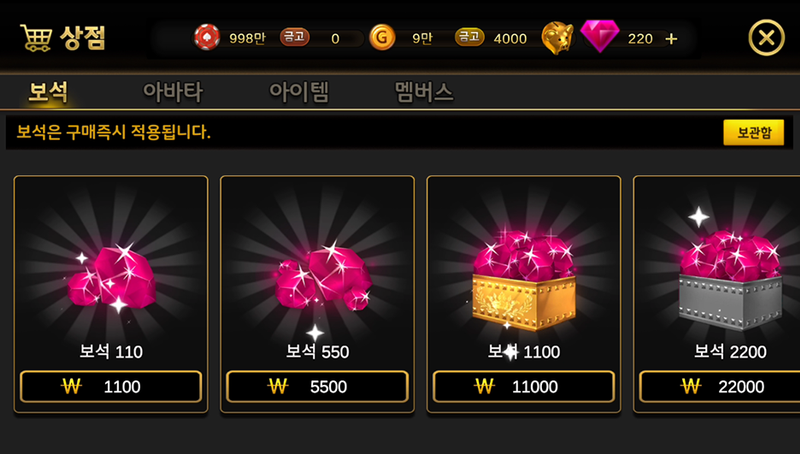 상점 998만 금고 0 G 9만 금고 4000 220 +
보석 아바타 아이템 멤버스
보석은 구매즉시 적용됩니다. 보관함
보석 110 보석 550 보석 1100 보석 2200
₩ 1100 ₩ 5500 ₩ 11000 ₩ 22000